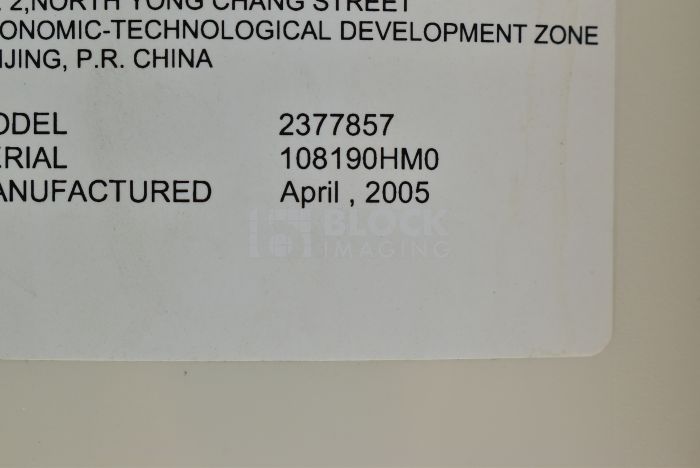 2,NORTH YONG CHANG STREET
ONOMIC-TECHNOLOGICAL DEVELOPMENT ZONE
IJING, P.R. CHINA
ODEL 2377857
ERIAL 108190HM0
ANUFACTURED April , 2005
BLOCK
IMAGING